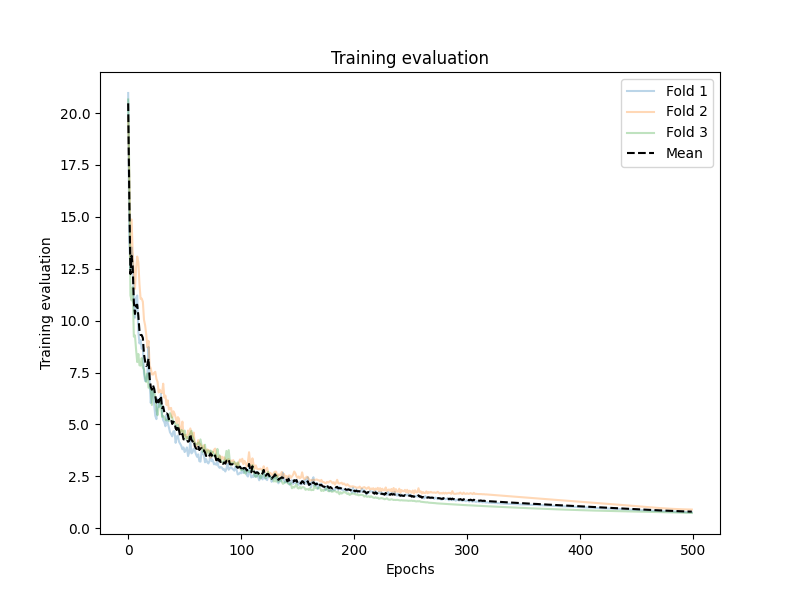 Training evaluation
Fold 1
Fold 2
Fold 3
Mean
20.0
17.5
15.0
12.5
10.0
7.5
5.0
2.5
0.0
Training evaluation
0 100 200 300 400 500
Epochs